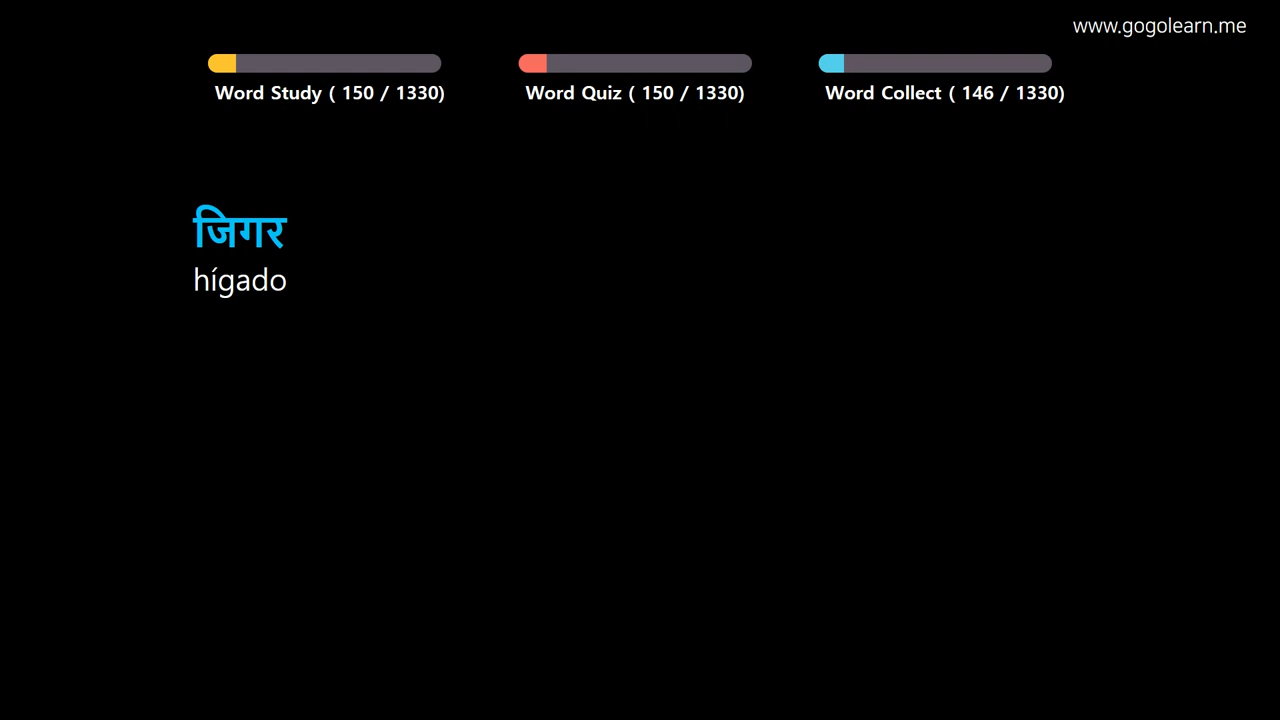 www.gogolearn.me
Word Study ( 150 / 1330)
Word Quiz ( 150 / 1330)
Word Collect ( 146 / 1330)
जिगर
hígado